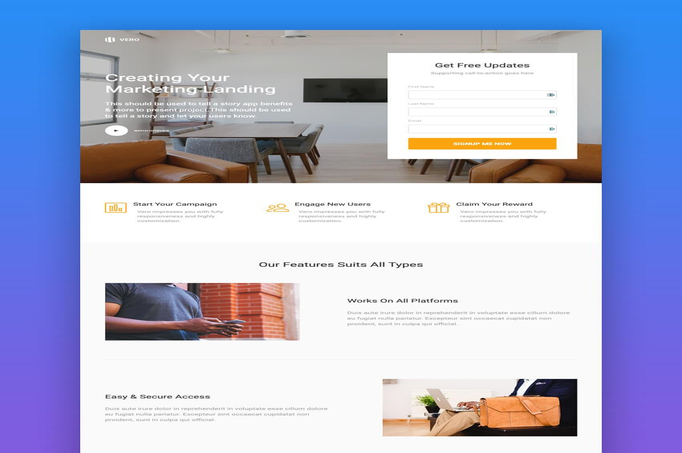 VERO
Creating Your
Marketing Landing
This should be used to tell a story app benefits
& more to present project. This should be used
to tell a story and let your users know
Get Free Updates
Supporting call-to-action goes here
First Name
Last Name
Email
SIGNUP ME NOW
Start Your Campaign
Vero impresses you with fully
responsiveness and highly
customization.
Engage New Users
Vero impresses you with fully
responsiveness and highly
customization.
Claim Your Reward
Vero impresses you with fully
responsiveness and highly
customization.
Our Features Suits All Types
Works On All Platforms
Duis aute irure dolor in reprehenderit in voluptate esse cillum dolore
eu fugiat nulla pariatur. Excepteur sint occaecat cupidatat non
proident, sunt in culpa qui officia.
Easy & Secure Access
Duis aute irure dolor in reprehenderit in voluptate esse cillum dolore
eu fugiat nulla pariatur. Excepteur sint occaecat cupidatat non
proident, sunt in culpa qui officia.